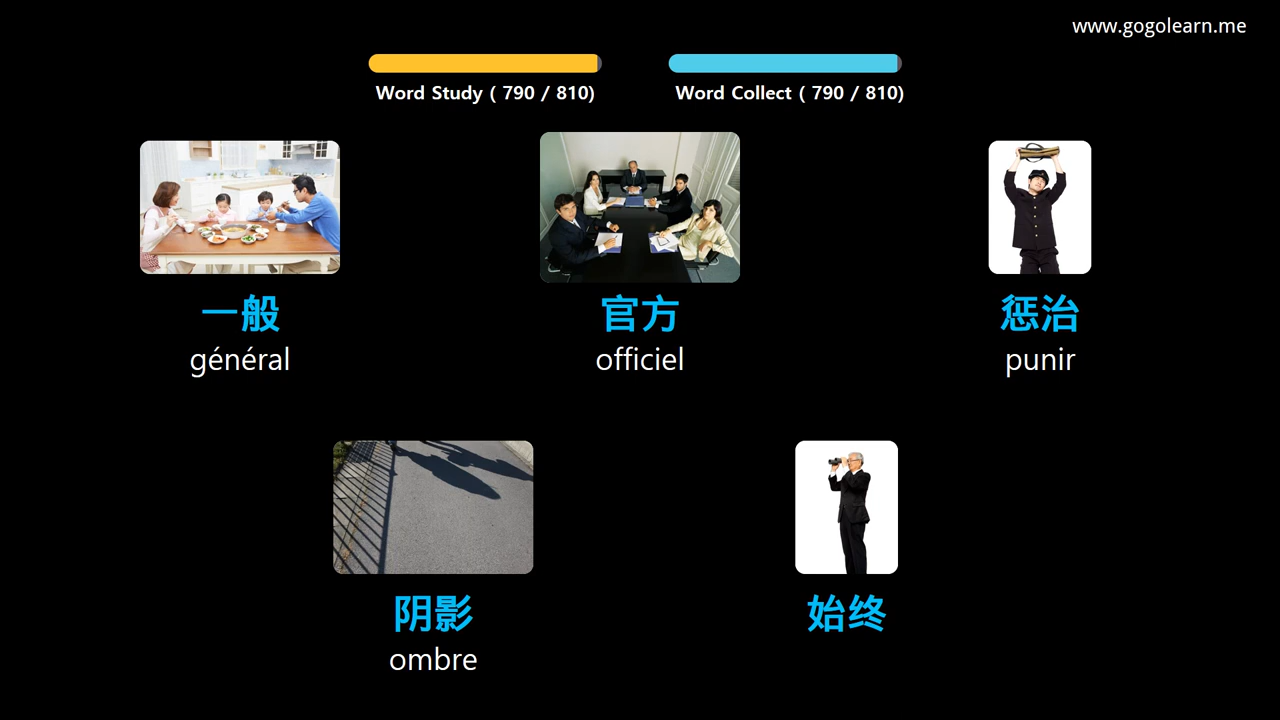 www.gogolearn.me
Word Study ( 790 / 810)
Word Collect ( 790 / 810)
一般
général
官方
officiel
惩治
punir
阴影
ombre
始终